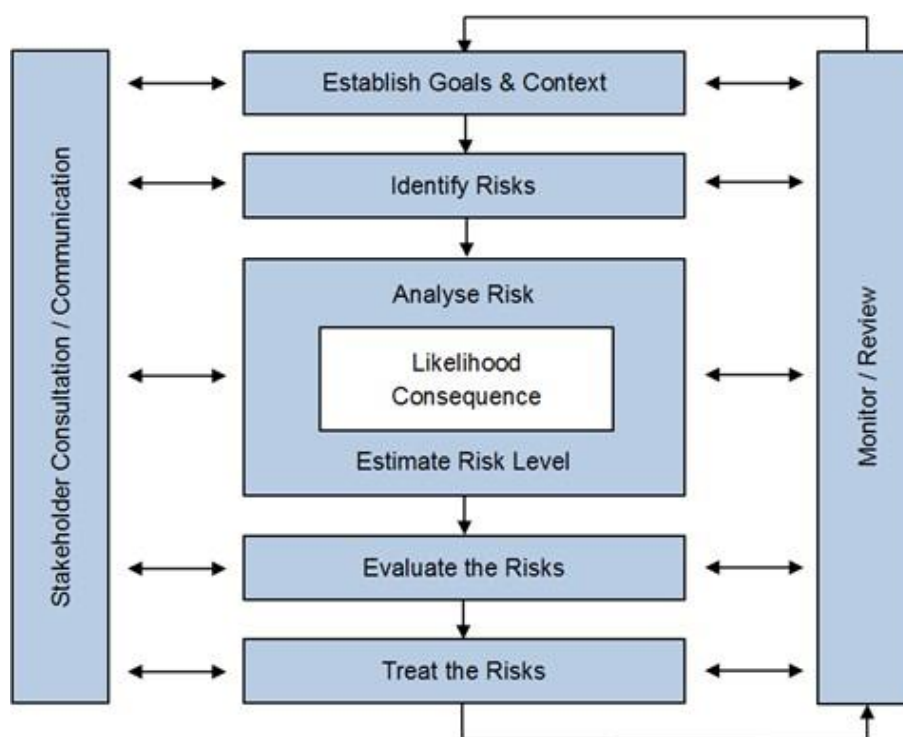 Establish Goals & Context
Stakeholder Consultation / Communication
Identify Risks
Analyse Risk
Likelihood
Consequence
Estimate Risk Level
Monitor / Review
Evaluate the Risks
Treat the Risks